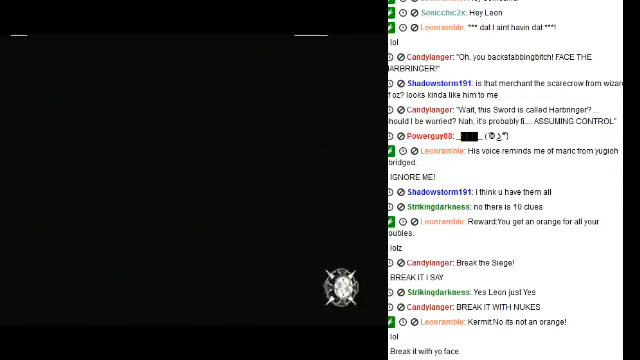 Sonicchic2x: Hey Leon
Leonramble: *** dat I aint havin dat ***!
lol
Candylanger: "Oh, you backstabbingbitch! FACE THE
HARBRINGER!"
Shadowstorm191: is that merchant the scarecrow from wizard
of oz? looks kinda like him to me
Candylanger: "Wait, this Sword is called Harbringer?....
should I be worried? Nah, it's probably fi.... ASSUMING CONTROL"
Powerguy88:
Leonramble: His voice reminds me of maric from yugioh
bridged.
IGNORE ME!
Shadowstorm191: i think u have them all
Strikingdarkness: no there is 10 clues
Leonramble: Reward:You get an orange for all your
oubles.
lolz
Candylanger: Break the Siege!
BREAK IT I SAY
Strikingdarkness: Yes Leon just Yes
Candylanger: BREAK IT WITH NUKES
Leonramble: Kermit:No its not an orange!
lol
Break it with yo face.